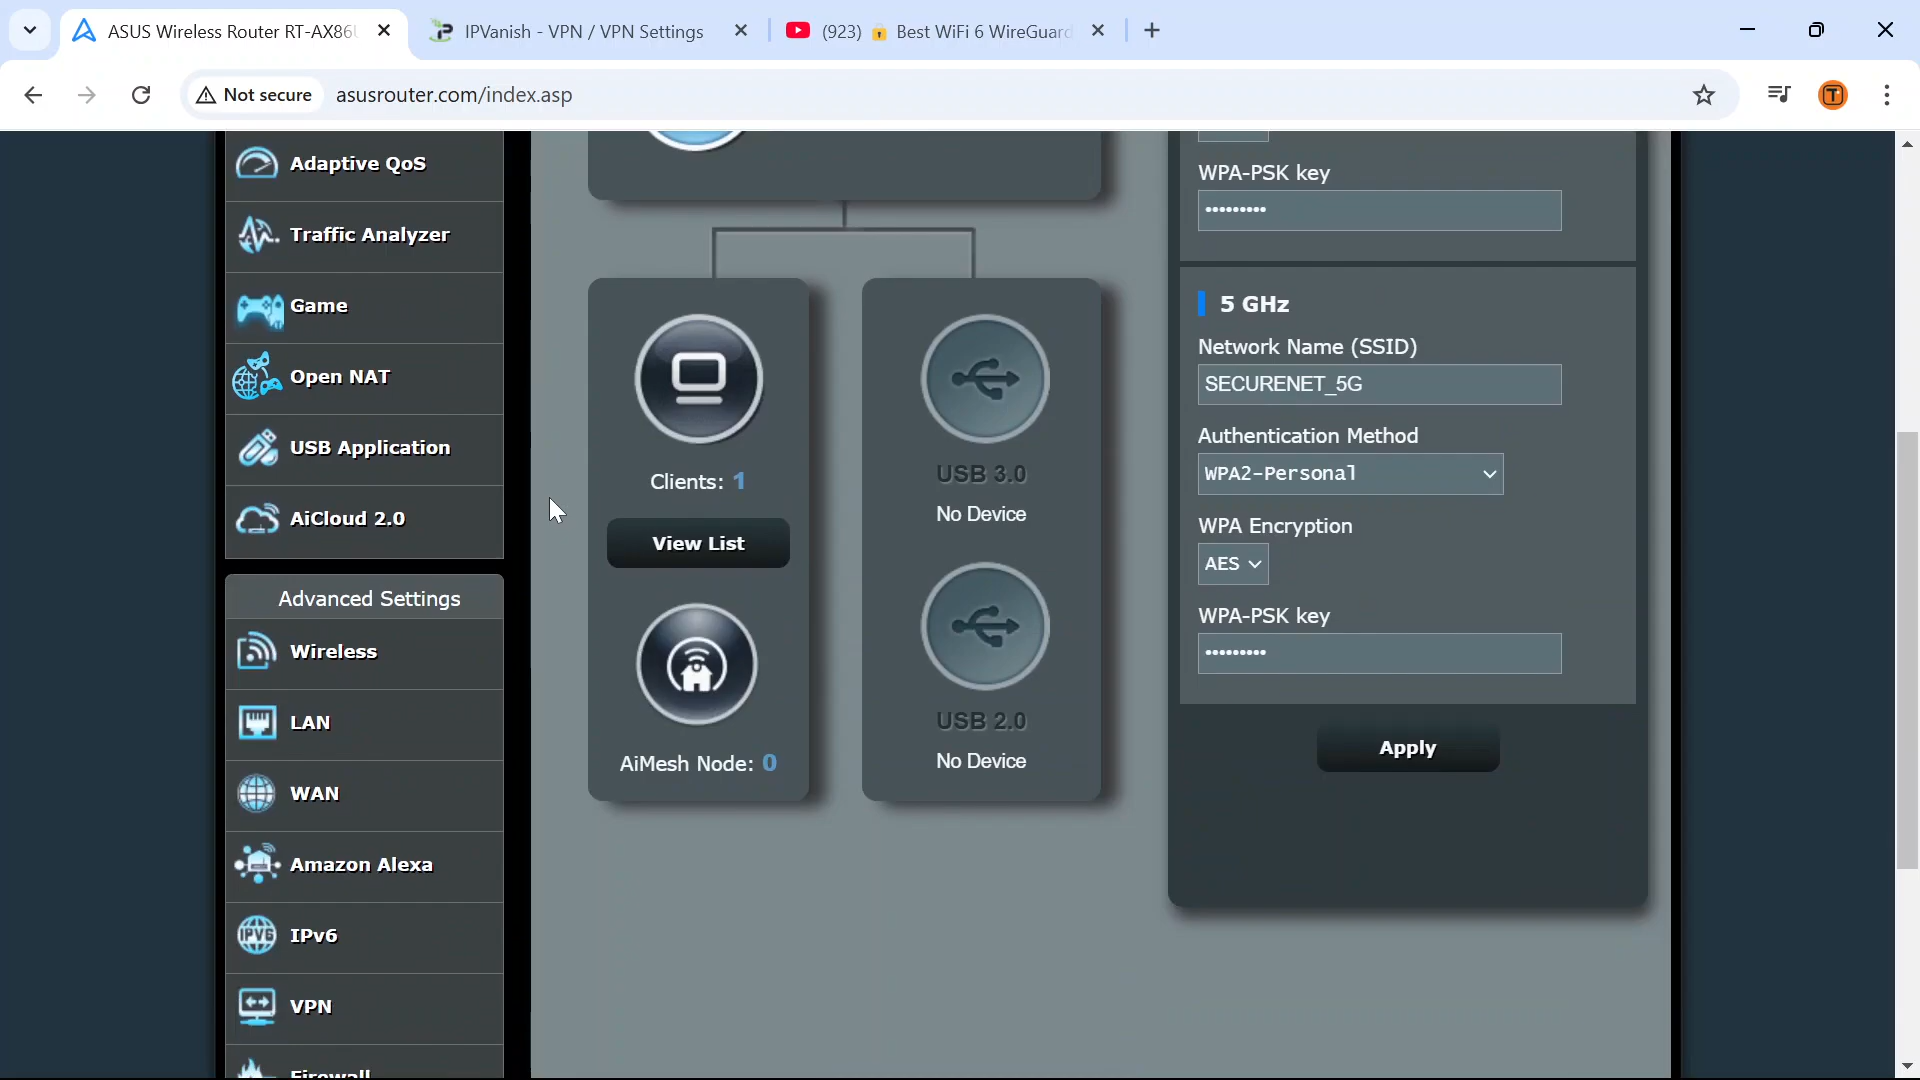 ASUS Wireless Router RT-AX86U
IPVanish - VPN / VPN Settings
(923) 🔒 Best WiFi 6 WireGuard
Not secure
asusrouter.com/index.asp
T
Adaptive QoS
Traffic Analyzer
Game
Open NAT
USB Application
AiCloud 2.0
Advanced Settings
Wireless
LAN
WAN
Amazon Alexa
IPv6
VPN
Firewall
Clients: 1
View List
AiMesh Node: 0
USB 3.0
No Device
USB 2.0
No Device
WPA-PSK key
•••••••••
5 GHz
Network Name (SSID)
SECURENET_5G
Authentication Method
WPA2-Personal
WPA Encryption
AES
WPA-PSK key
•••••••••
Apply